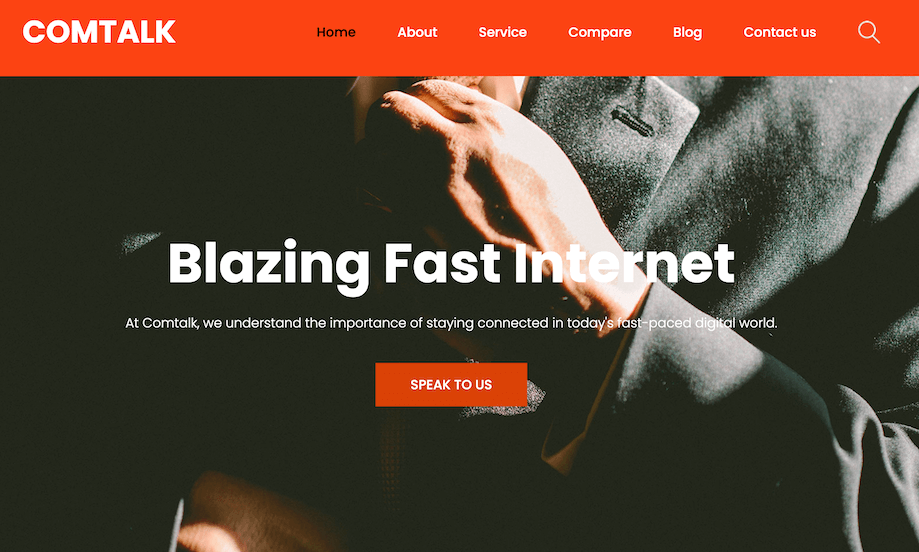 COMTALK
Home About Service Compare Blog Contact us
Blazing Fast Internet
At Comtalk, we understand the importance of staying connected in today's fast-paced digital world.
SPEAK TO US